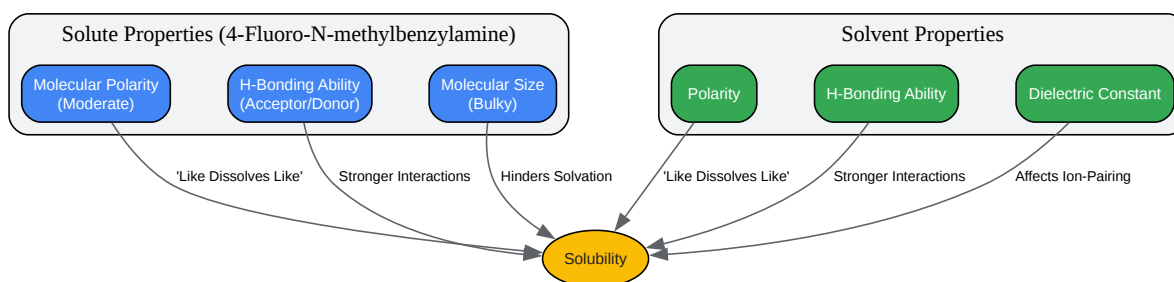 Solute Properties (4-Fluoro-N-methylbenzylamine)
Molecular Polarity
(Moderate)
H-Bonding Ability
(Acceptor/Donor)
Molecular Size
(Bulky)
Solvent Properties
Polarity
H-Bonding Ability
Dielectric Constant
'Like Dissolves Like'
Stronger Interactions
Hinders Solvation
'Like Dissolves Like'
Stronger Interactions
Affects Ion-Pairing
Solubility